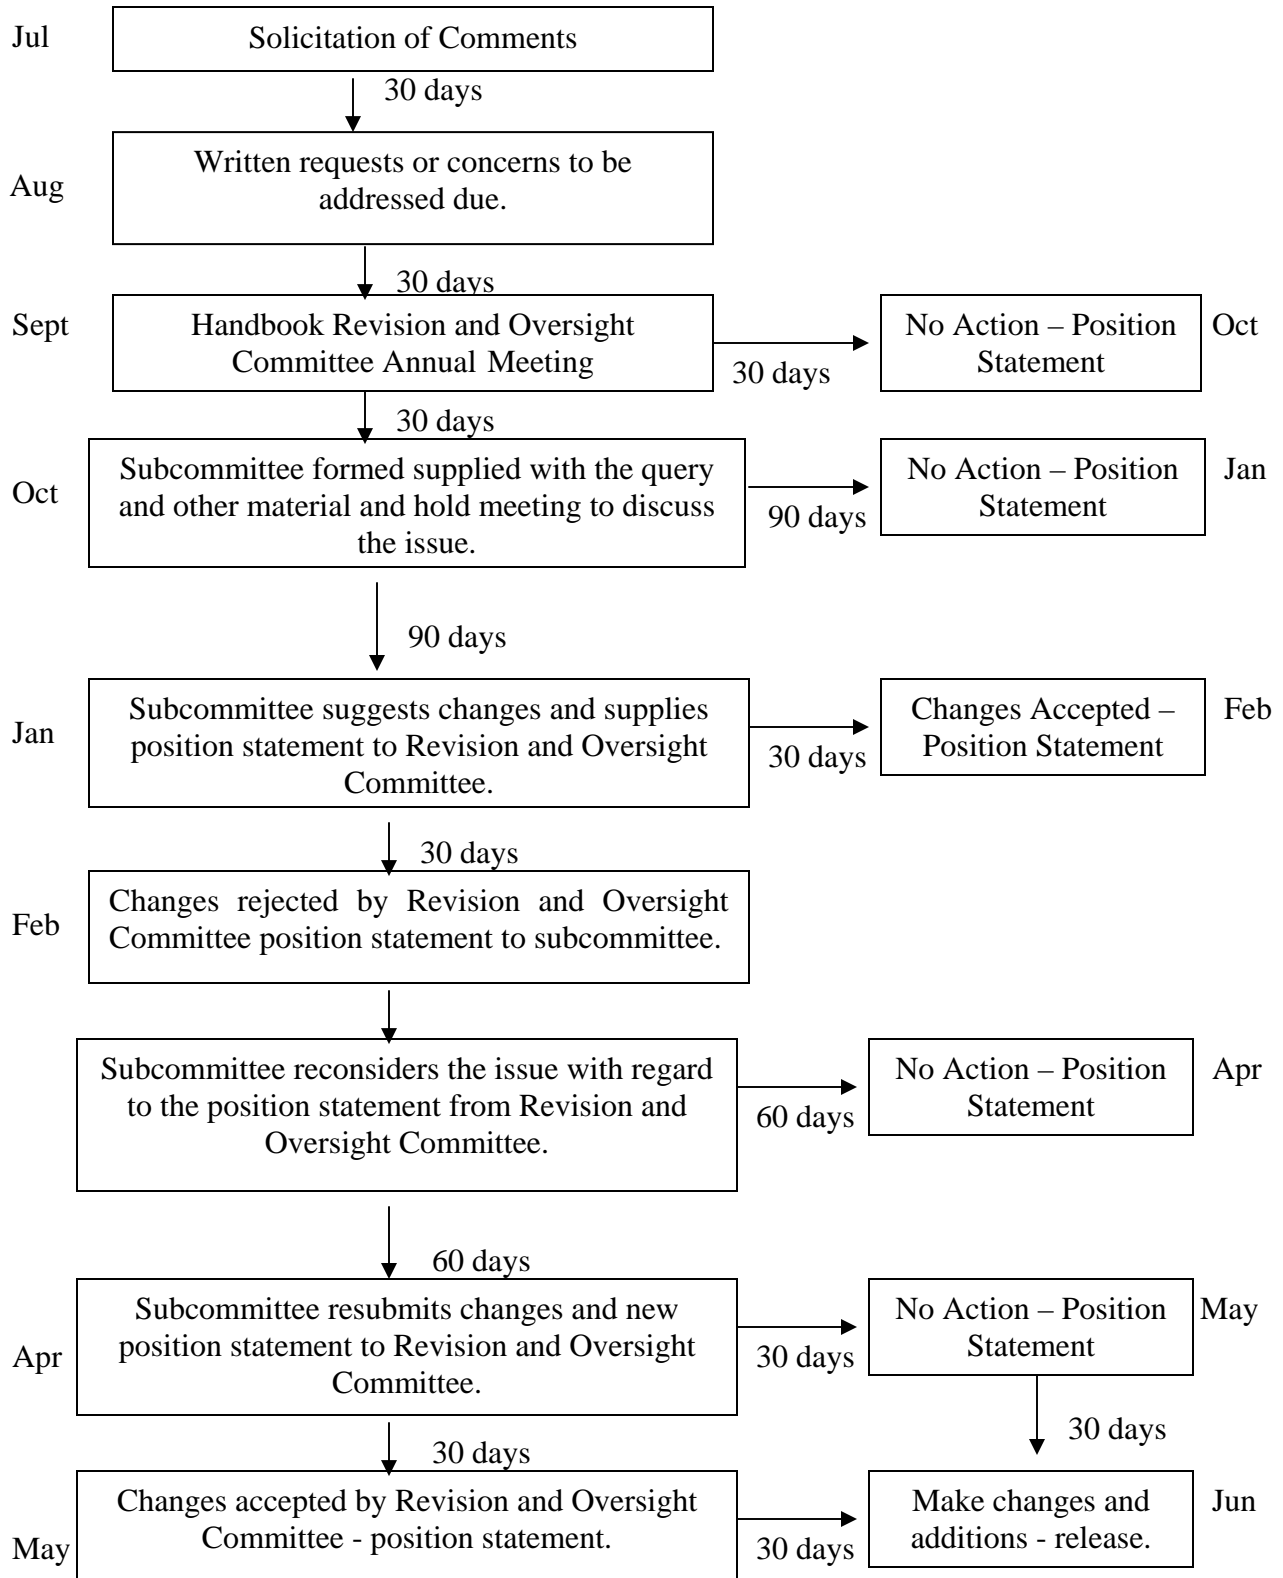 Jul
Solicitation of Comments
30 days
Aug
Written requests or concerns to be
addressed due.
30 days
Sept
Handbook Revision and Oversight
Committee Annual Meeting
30 days
No Action – Position
Statement
Oct
30 days
Oct
Subcommittee formed supplied with the query
and other material and hold meeting to discuss
the issue.
90 days
No Action – Position
Statement
Jan
90 days
Jan
Subcommittee suggests changes and supplies
position statement to Revision and Oversight
Committee.
30 days
Changes Accepted –
Position Statement
Feb
30 days
Feb
Changes rejected by Revision and Oversight
Committee position statement to subcommittee.
Subcommittee reconsiders the issue with regard
to the position statement from Revision and
Oversight Committee.
60 days
No Action – Position
Statement
Apr
60 days
Apr
Subcommittee resubmits changes and new
position statement to Revision and Oversight
Committee.
30 days
No Action – Position
Statement
May
30 days
30 days
May
Changes accepted by Revision and Oversight
Committee - position statement.
30 days
Make changes and
additions - release.
Jun